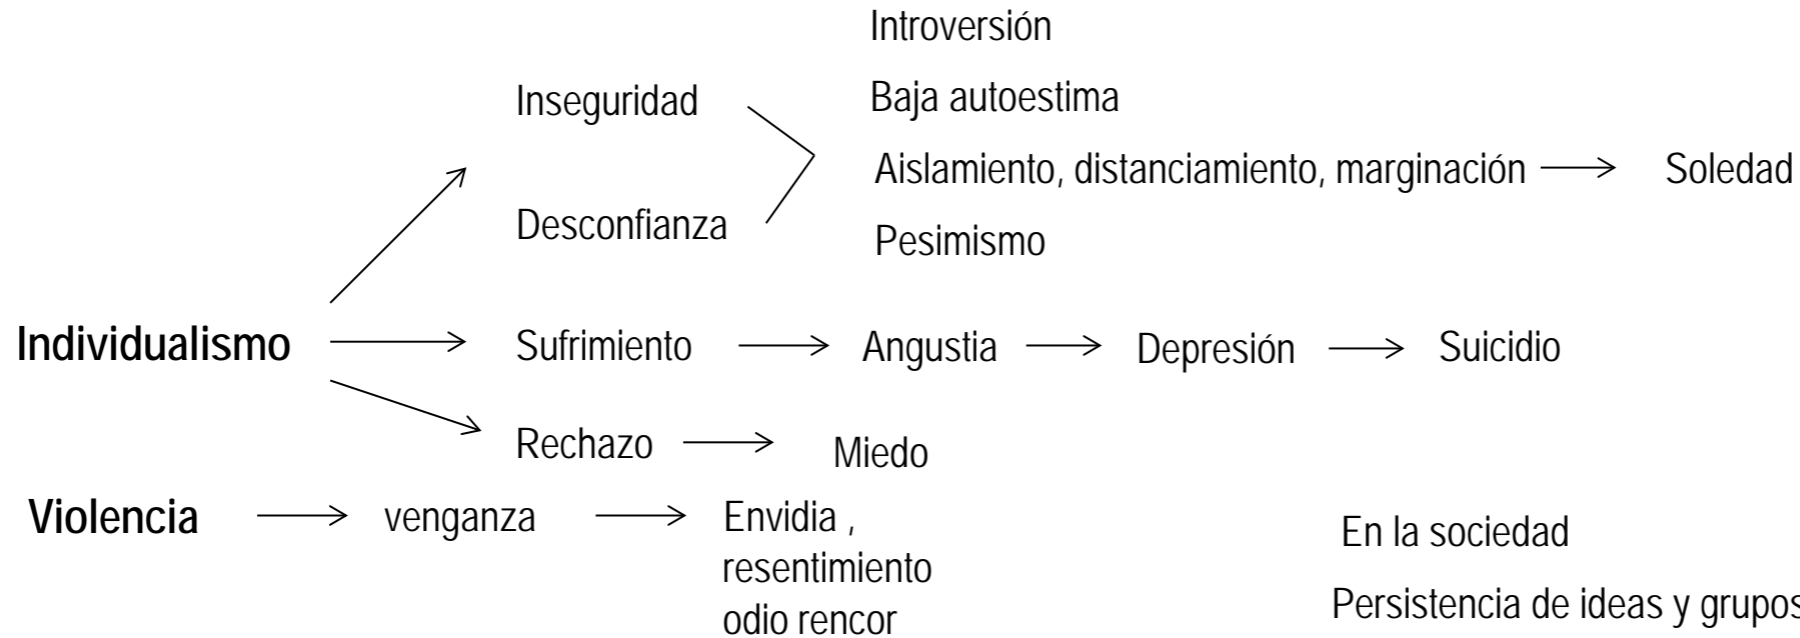 Introversión
Inseguridad
Baja autoestima
Aislamiento, distanciamiento, marginación
Soledad
Desconfianza
Pesimismo
Individualismo
Sufrimiento
Angustia
Depresión
Suicidio
Rechazo
Miedo
Violencia
venganza
Envidia ,
resentimiento
odio rencor
En la sociedad
Persistencia de ideas y grupos